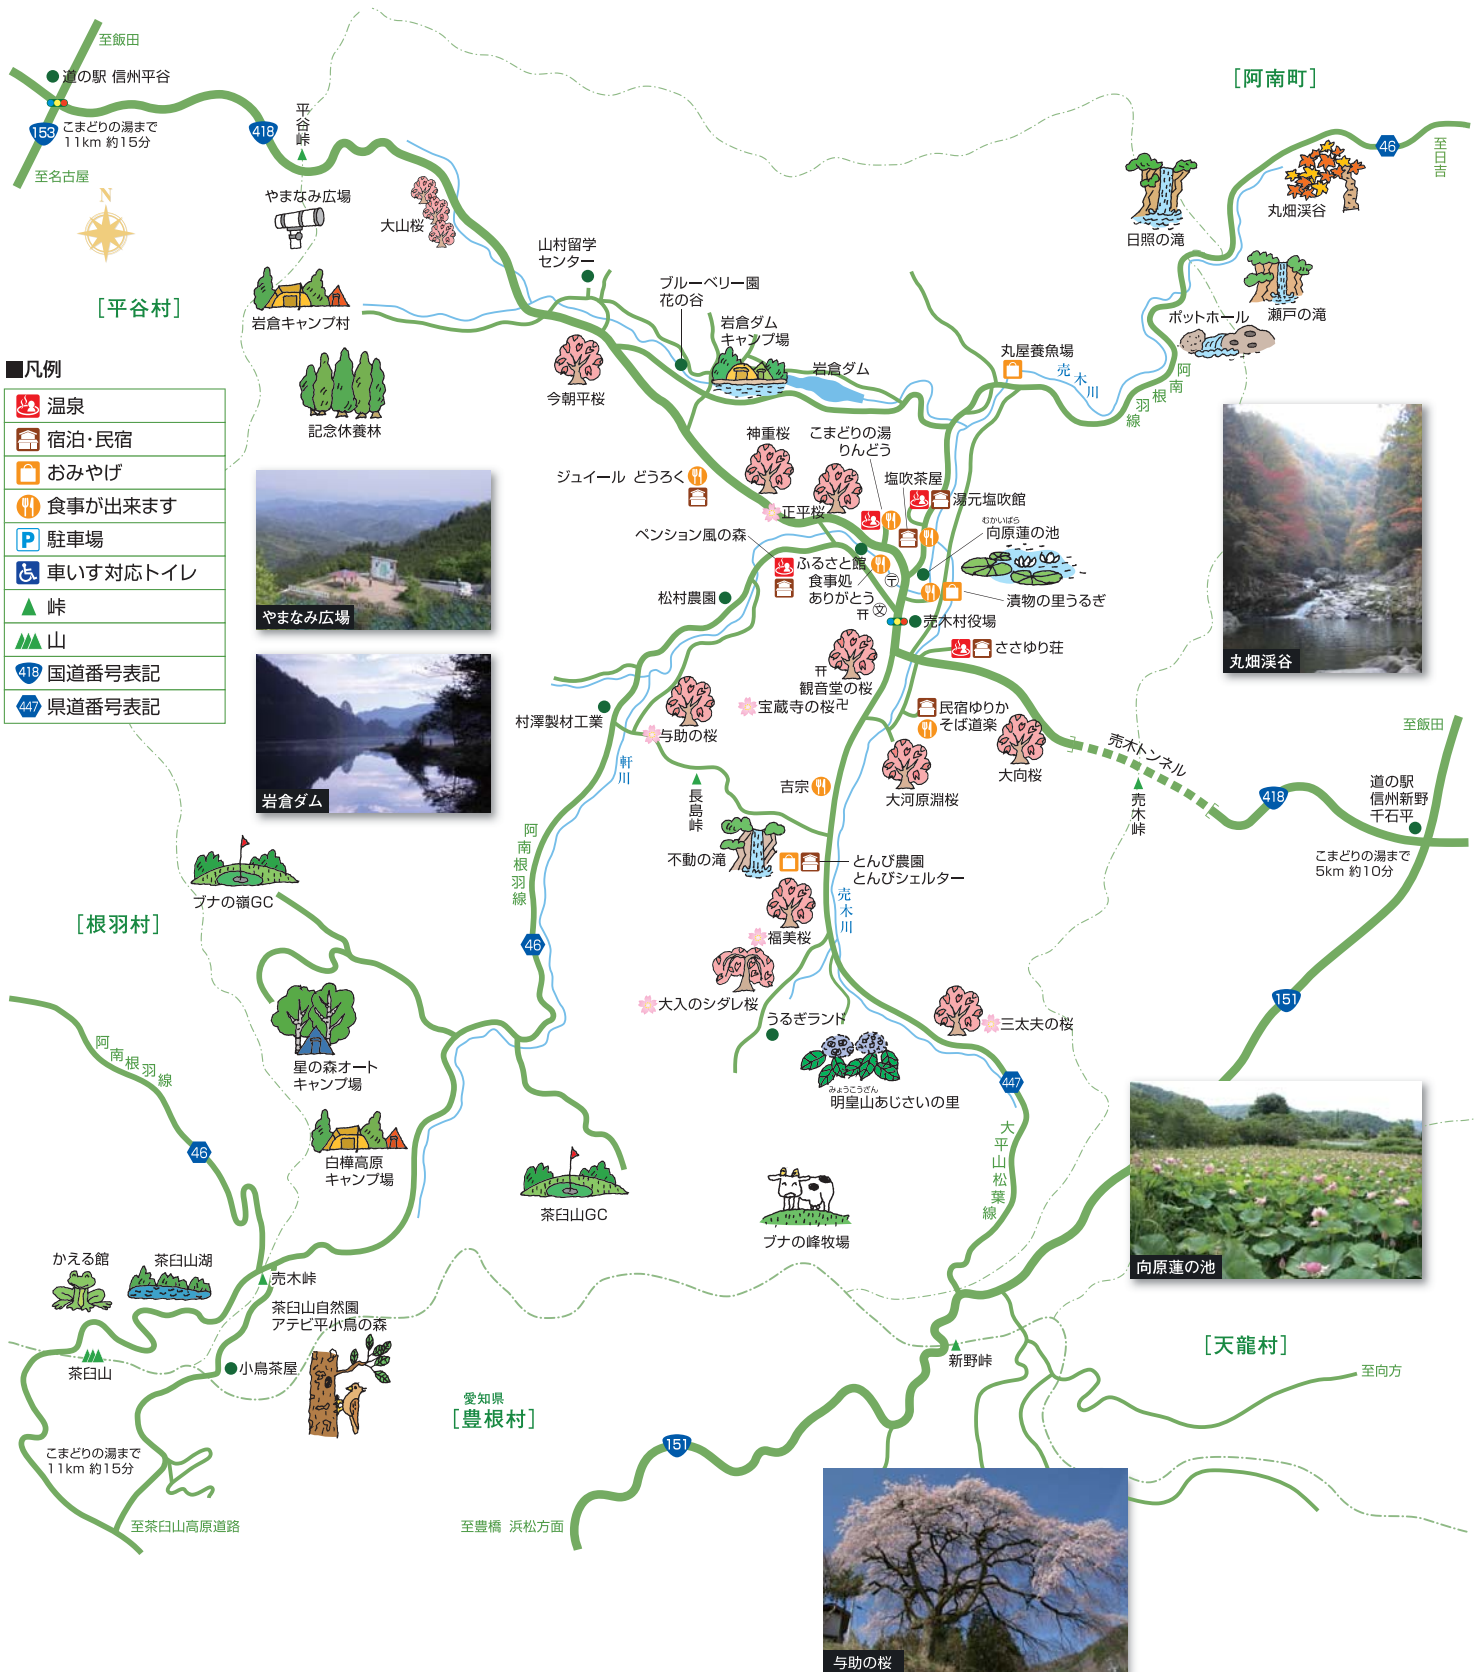 至飯田
道の駅 信州平谷
153
こまどりの湯まで
11km 約15分
至名古屋
418
平谷峠
N
やまなみ広場
大山桜
[平谷村]
岩倉キャンプ村
記念休養林
山村留学
センター
ブルーベリー園
花の谷
岩倉ダム
キャンプ場
岩倉ダム
今朝平桜
[阿南町]
46
至日吉
丸畑渓谷
日照の滝
瀬戸の滝
ポットホール
丸屋養魚場
売木川
阿南根羽線
■凡例
温泉
宿泊・民宿
おみやげ
食事が出来ます
P
駐車場
車いす対応トイレ
峠
山
418
国道番号表記
447
県道番号表記
やまなみ広場
岩倉ダム
丸畑渓谷
神重桜
こまどりの湯
りんどう
ジュイール どうろく
塩吹茶屋
湯元塩吹館
正平桜
むかいばら
向原蓮の池
ペンション風の森
ふるさと館
食事処
ありがとう
〒
文
漬物の里うるぎ
松村農園
売木村役場
ささゆり荘
観音堂の桜
宝蔵寺の桜卍
民宿ゆりか
そば道楽
村澤製材工業
与助の桜
軒川
大向桜
大河原淵桜
吉宗
長島峠
売木トンネル
売木峠
418
至飯田
道の駅
信州新野
千石平
こまどりの湯まで
5km 約10分
不動の滝
とんび農園
とんびシェルター
阿南根羽線
46
売木川
福美桜
大入のシダレ桜
うるぎランド
三太夫の桜
みょうこうざん
明皇山あじさいの里
447
大平山松葉線
151
ブナの嶺GC
[根羽村]
阿南根羽線
星の森オート
キャンプ場
46
白樺高原
キャンプ場
茶臼山GC
ブナの峰牧場
向原蓮の池
かえる館
茶臼山湖
売木峠
茶臼山自然園
アテビ平小鳥の森
茶臼山
小鳥茶屋
新野峠
[天龍村]
至向方
愛知県
[豊根村]
151
こまどりの湯まで
11km 約15分
至茶臼山高原道路
至豊橋 浜松方面
与助の桜